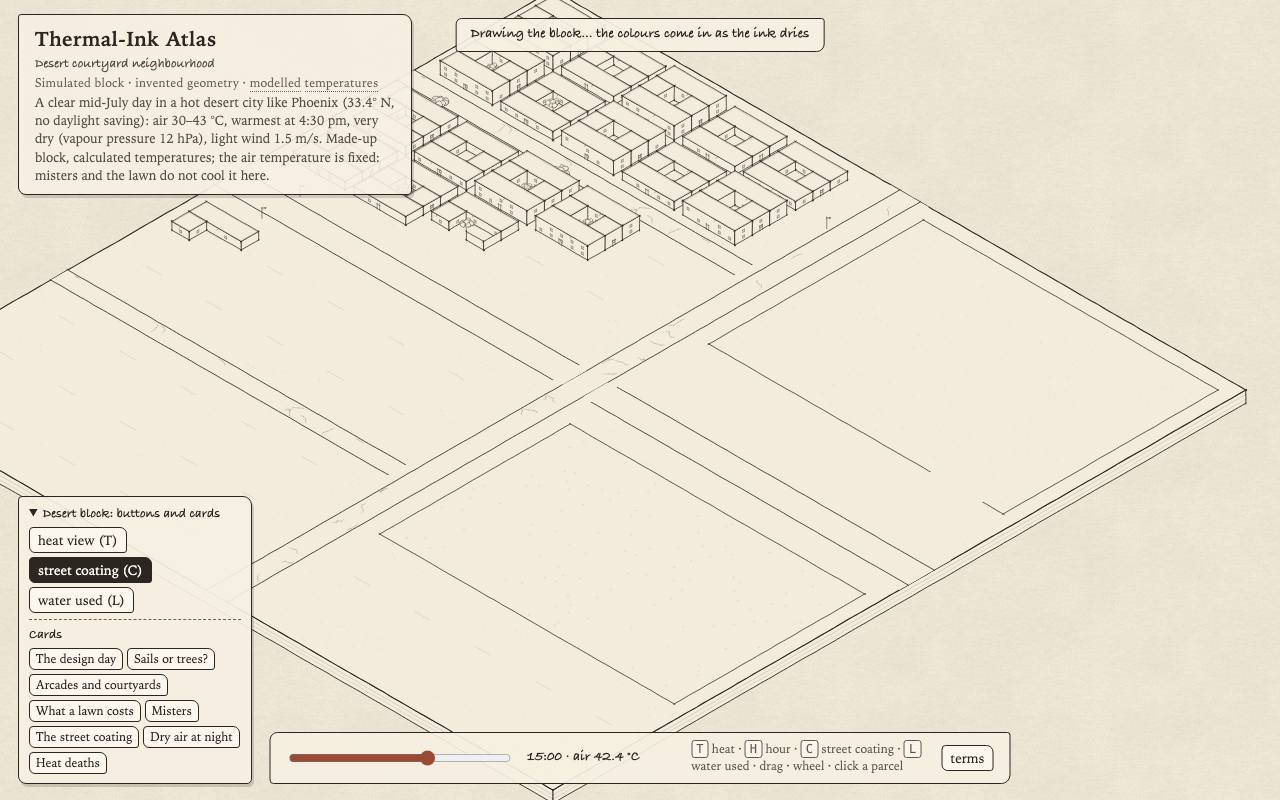 Thermal-Ink Atlas
Desert courtyard neighbourhood
Simulated block · invented geometry · modelled temperatures
A clear mid-July day in a hot desert city like Phoenix (33.4° N,
no daylight saving): air 30–43 °C, warmest at 4:30 pm, very
dry (vapour pressure 12 hPa), light wind 1.5 m/s. Made-up
block, calculated temperatures; the air temperature is fixed:
misters and the lawn do not cool it here.
Drawing the block… the colours come in as the ink dries
▼ Desert block: buttons and cards
heat view (T)
street coating (C)
water used (L)
Cards
The design day Sails or trees?
Arcades and courtyards
What a lawn costs Misters
The street coating Dry air at night
Heat deaths
15:00 · air 42.4 °C
T heat · H hour · C street coating · L
water used · drag · wheel · click a parcel
terms